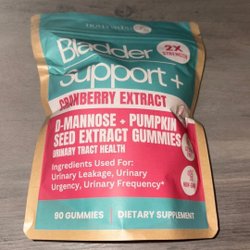 Bladder
Support +
2X
STRENGTH
CRANBERRY EXTRACT
D-MANNOSE + PUMPKIN
SEED EXTRACT GUMMIES
URINARY TRACT HEALTH
Ingredients Used For:
Urinary Leakage, Urinary
Urgency, Urinary Frequency*
90 GUMMIES
DIETARY SUPPLEMENT